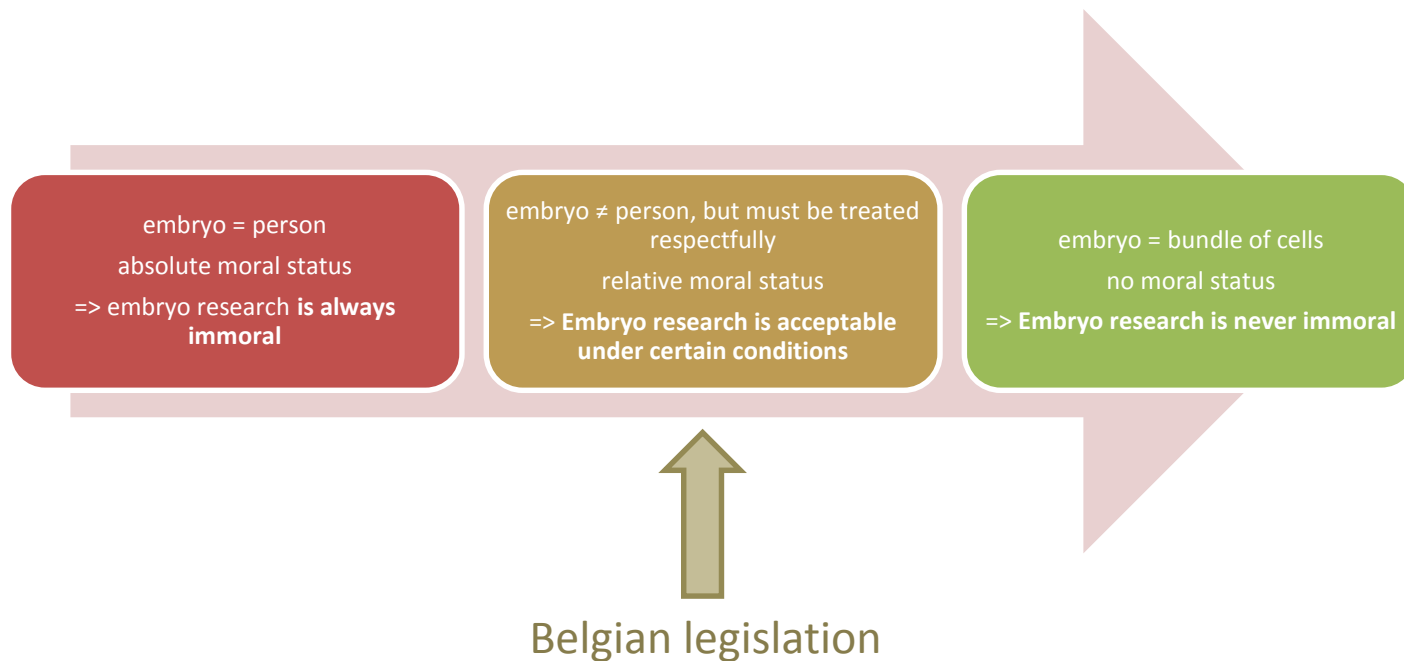 embryo = person
absolute moral status
=> embryo research is always
immoral
embryo ≠ person, but must be treated
respectfully
relative moral status
=> Embryo research is acceptable
under certain conditions
embryo = bundle of cells
no moral status
=> Embryo research is never immoral
Belgian legislation